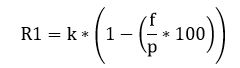 R1 = k * (1 − (f/p * 100))